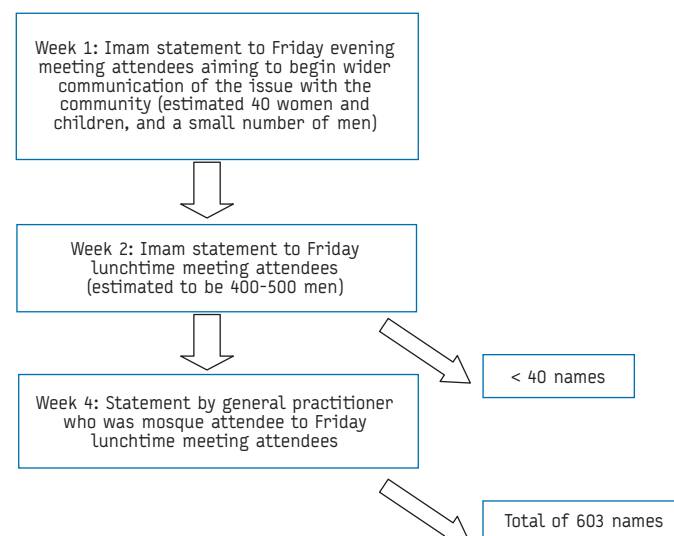 Week 1: Imam statement to Friday evening
meeting attendees aiming to begin wider
communication of the issue with the
community (estimated 40 women and
children, and a small number of men)
Week 2: Imam statement to Friday
lunchtime meeting attendees
(estimated to be 400-500 men)
< 40 names
Week 4: Statement by general practitioner
who was mosque attendee to Friday
lunchtime meeting attendees
Total of 603 names